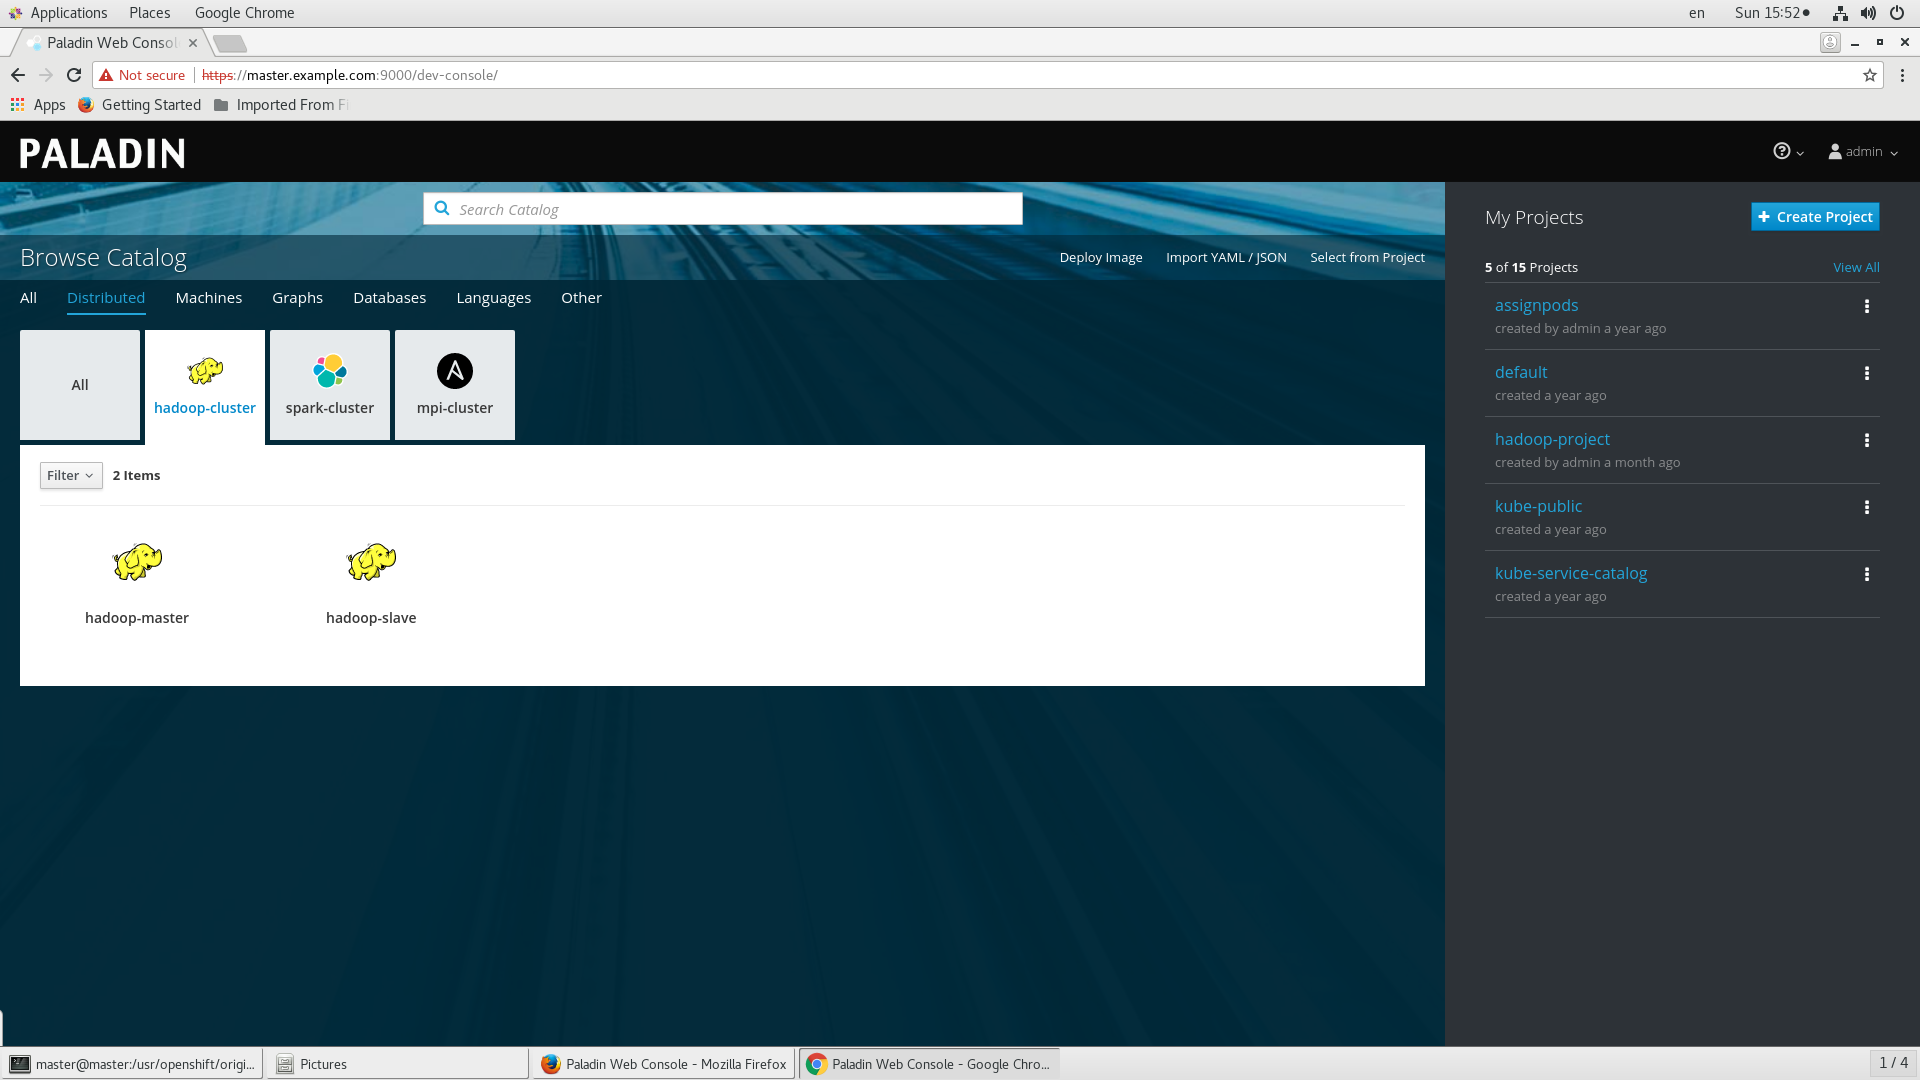 Applications Places Google Chrome en Sun 15:52
Paladin Web Consol
Not secure https://master.example.com:9000/dev-console/
Apps Getting Started Imported From F
PALADIN
admin
Search Catalog
Browse Catalog
Deploy Image Import YAML / JSON Select from Project
All Distributed Machines Graphs Databases Languages Other
All
hadoop-cluster
spark-cluster
mpi-cluster
Filter 2 Items
hadoop-master
hadoop-slave
My Projects
Create Project
5 of 15 Projects View All
assignpods
created by admin a year ago
default
created a year ago
hadoop-project
created by admin a month ago
kube-public
created a year ago
kube-service-catalog
created a year ago
master@master:/usr/openshift/origi... Pictures Paladin Web Console - Mozilla Firefox Paladin Web Console - Google Chro... 1 / 4